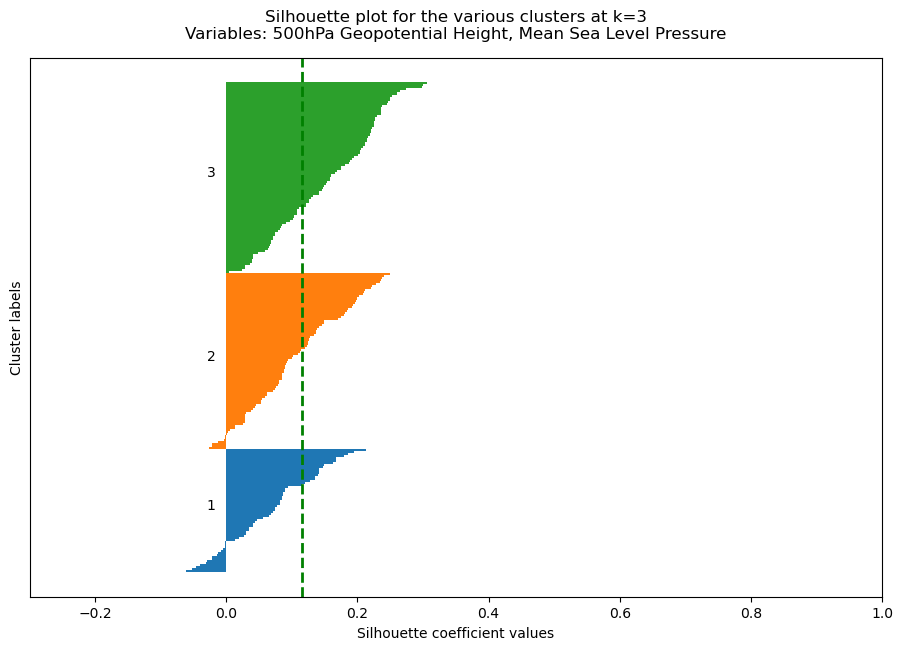 Silhouette plot for the various clusters at k=3
Variables: 500hPa Geopotential Height, Mean Sea Level Pressure
Cluster labels
3
2
1
−0.2 0.0 0.2 0.4 0.6 0.8 1.0
Silhouette coefficient values